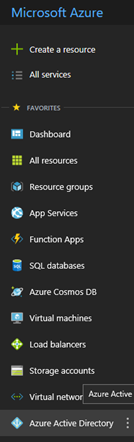 Microsoft Azure
Create a resource
All services
FAVORITES
Dashboard
All resources
Resource groups
App Services
Function Apps
SQL databases
Azure Cosmos DB
Virtual machines
Load balancers
Storage accounts
Virtual networ
Azure Active
Azure Active Directory